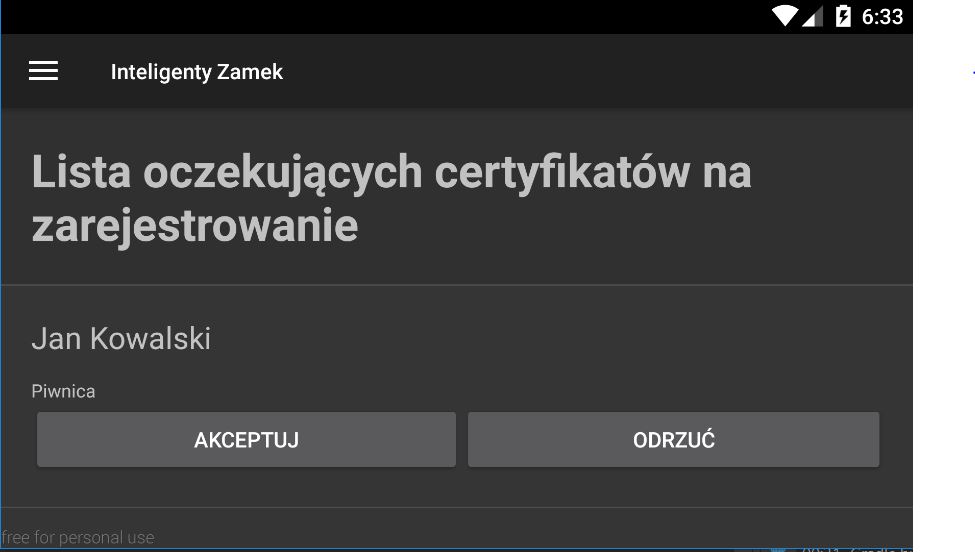 6:33
Inteligenty Zamek
Lista oczekujących certyfikatów na
zarejestrowanie
Jan Kowalski
Piwnica
AKCEPTUJ
ODRZUĆ
free for personal use